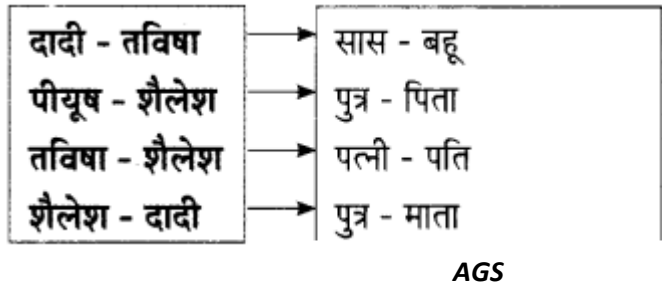 दादी - तविषा सास - बहू
पीयूष - शैलेश पुत्र - पिता
तविषा - शैलेश पत्नी - पति
शैलेश - दादी पुत्र - माता
AGS